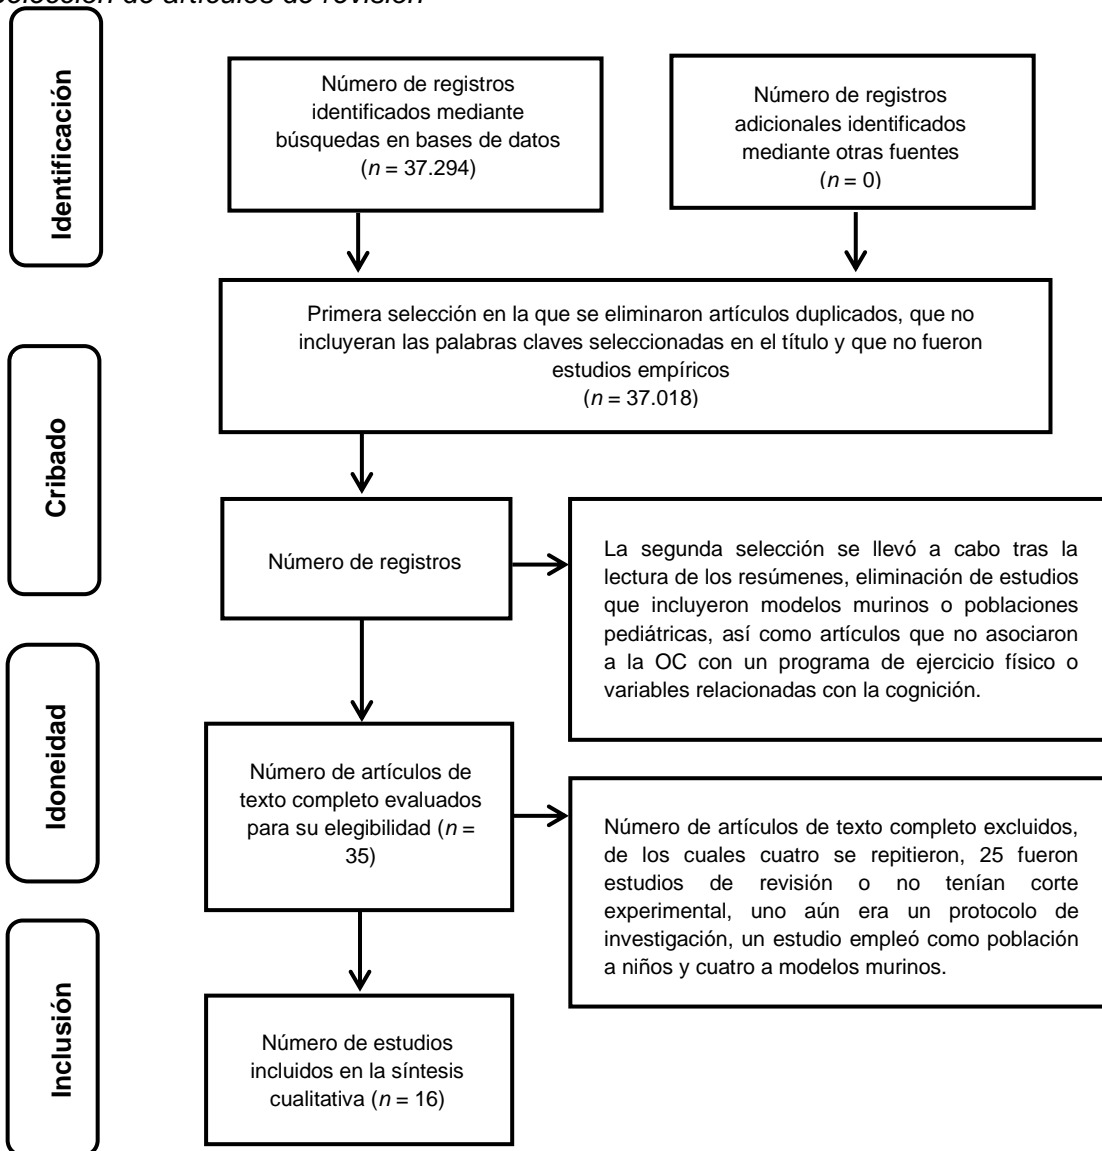 Selección de artículos de revisión
Identificación
Número de registros
identificados mediante
búsquedas en bases de datos
(n = 37.294)
Número de registros
adicionales identificados
mediante otras fuentes
(n = 0)
Primera selección en la que se eliminaron artículos duplicados, que no
incluyeran las palabras claves seleccionadas en el título y que no fueron
estudios empíricos
(n = 37.018)
Cribado
Número de registros
La segunda selección se llevó a cabo tras la
lectura de los resúmenes, eliminación de estudios
que incluyeron modelos murinos o poblaciones
pediátricas, así como artículos que no asociaron
a la OC con un programa de ejercicio físico o
variables relacionadas con la cognición.
Idoneidad
Número de artículos de
texto completo evaluados
para su elegibilidad (n =
35)
Número de artículos de texto completo excluidos,
de los cuales cuatro se repitieron, 25 fueron
estudios de revisión o no tenían corte
experimental, uno aún era un protocolo de
investigación, un estudio empleó como población
a niños y cuatro a modelos murinos.
Inclusión
Número de estudios
incluidos en la síntesis
cualitativa (n = 16)